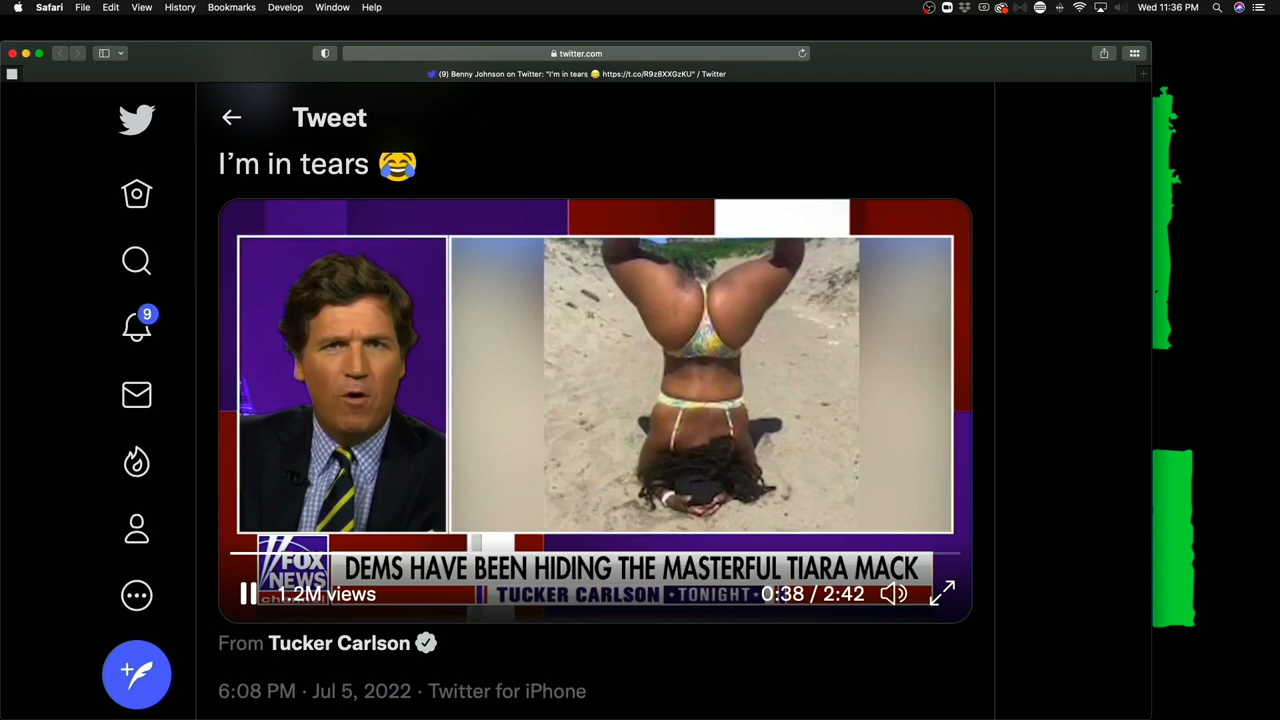 Safari File Edit View History Bookmarks Develop Window Help Wed 11:36 PM
twitter.com
(9) Benny Johnson on Twitter: "I'm in tears 😂 https://t.co/R9z8XXGzKU" / Twitter
Tweet
I'm in tears 😂
9
FOX
NEWS
channel
DEMS HAVE BEEN HIDING THE MASTERFUL TIARA MACK
TUCKER CARLSON • TONIGHT •
1.2M views
0:38 / 2:42
From Tucker Carlson
6:08 PM · Jul 5, 2022 · Twitter for iPhone